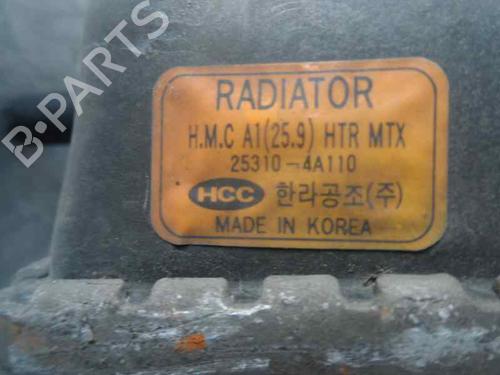 B-PARTS
RADIATOR
H.M.C A1(25.9) HTR MTX
25310-4A110
HCC 한라공조(주)
MADE IN KOREA